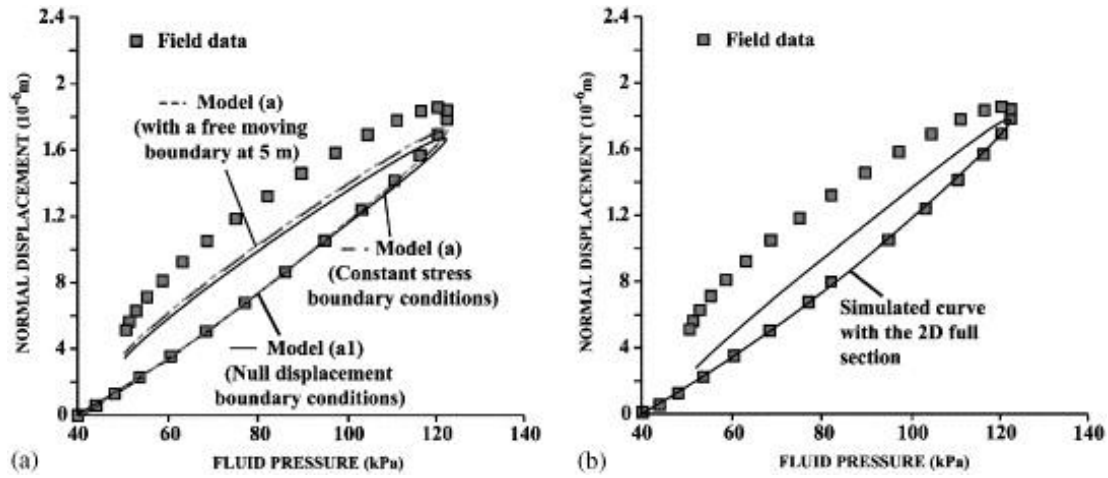 2.4
Field data
2
Model (a)
(with a free moving
boundary at 5 m)
1.6
1.2
Model (a)
(Constant stress
boundary conditions)
8
4
Model (a1)
(Null displacement
boundary conditions)
0
40
60
80
100
120
140
NORMAL DISPLACEMENT (10⁻⁶m)
FLUID PRESSURE (kPa)
(a)
2.4
Field data
2
1.6
1.2
8
Simulated curve
with the 2D full
section
4
0
40
60
80
100
120
140
NORMAL DISPLACEMENT (10⁻⁶m)
FLUID PRESSURE (kPa)
(b)